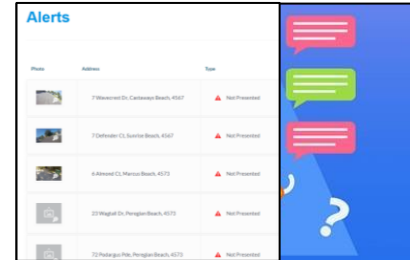 Alerts
Photo Address Type
7 Wavecrest Dr, Castaways Beach, 4567 Not Presented
7 Defender Ct, Sunrise Beach, 4567 Not Presented
6 Almond Ct, Marcus Beach, 4573 Not Presented
23 Wagtail Dr, Peregian Beach, 4573 Not Presented
72 Podargus Pde, Peregian Beach, 4573 Not Presented
?